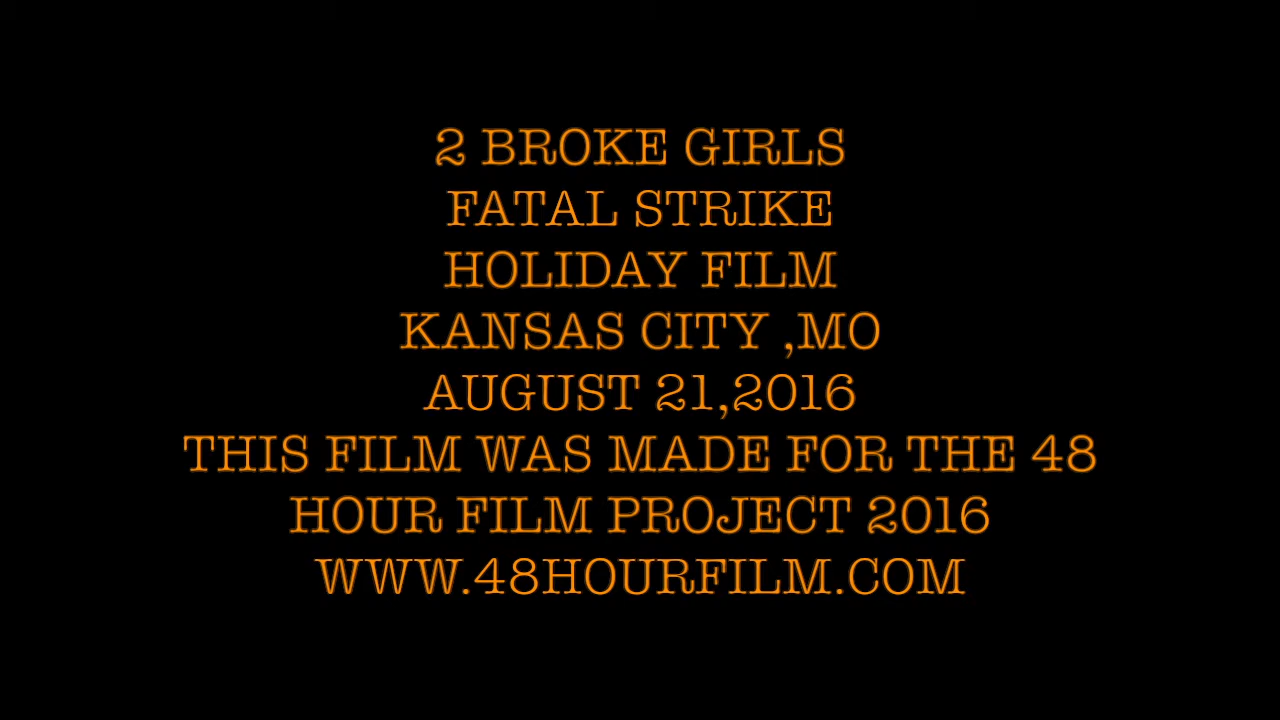 2 BROKE GIRLS
FATAL STRIKE
HOLIDAY FILM
KANSAS CITY ,MO
AUGUST 21,2016
THIS FILM WAS MADE FOR THE 48
HOUR FILM PROJECT 2016
WWW.48HOURFILM.COM